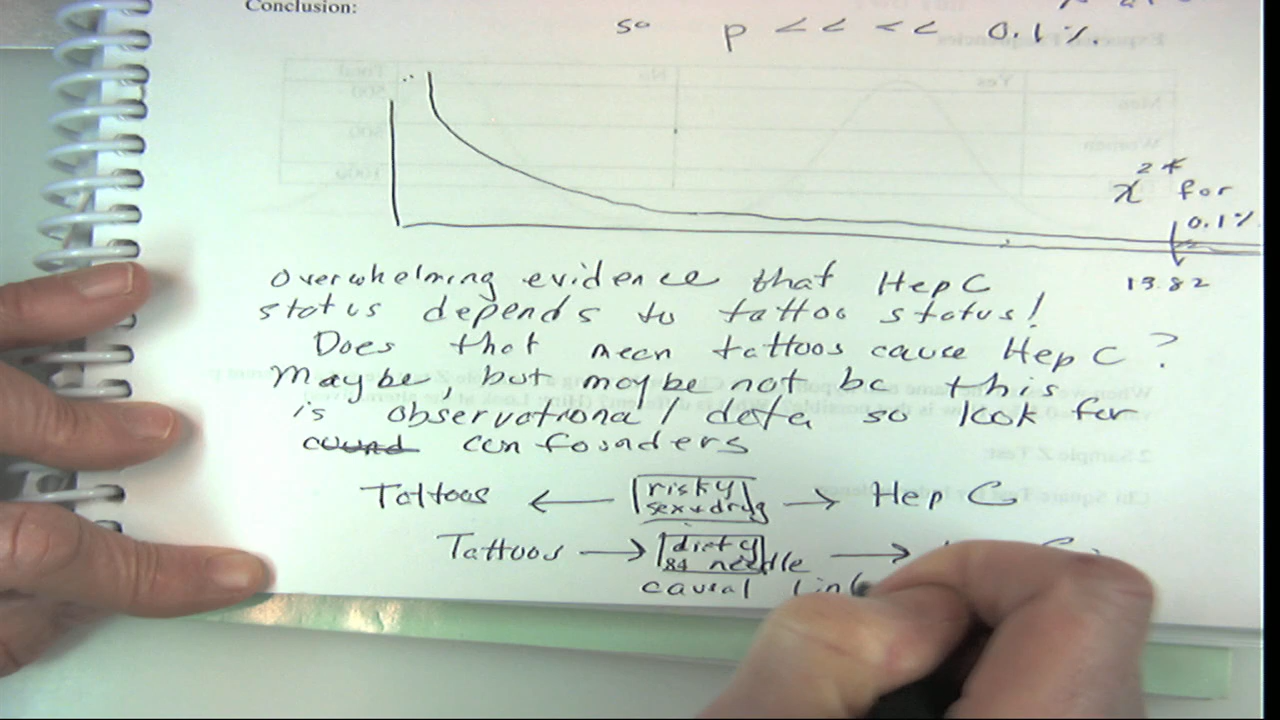 Conclusion:
so p << << 0.1%.
x²* for
0.1%
13.82
overwhelming evidence that Hep C
status depends to tattoo status!
Does that mean tattoos cause Hep C?
Maybe, but maybe not bc this
is observational data so look for
confounders
Tattoos ← risky sex + drug → Hep C
Tattoos → dirty needle →
84
causal link